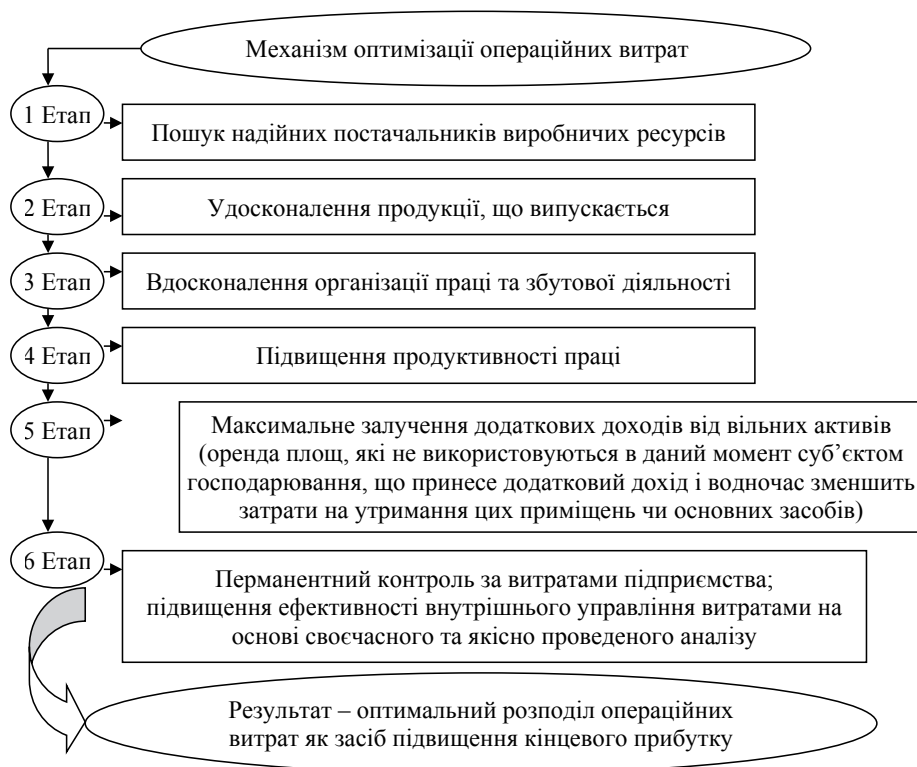 Механізм оптимізації операційних витрат
1 Етап
Пошук надійних постачальників виробничих ресурсів
2 Етап
Удосконалення продукції, що випускається
3 Етап
Вдосконалення організації праці та збутової діяльності
4 Етап
Підвищення продуктивності праці
5 Етап
Максимальне залучення додаткових доходів від вільних активів
(оренда площ, які не використовуються в даний момент суб’єктом
господарювання, що принесе додатковий дохід і водночас зменшить
затрати на утримання цих приміщень чи основних засобів)
6 Етап
Перманентний контроль за витратами підприємства;
підвищення ефективності внутрішнього управління витратами на
основі своєчасного та якісно проведеного аналізу
Результат – оптимальний розподіл операційних
витрат як засіб підвищення кінцевого прибутку